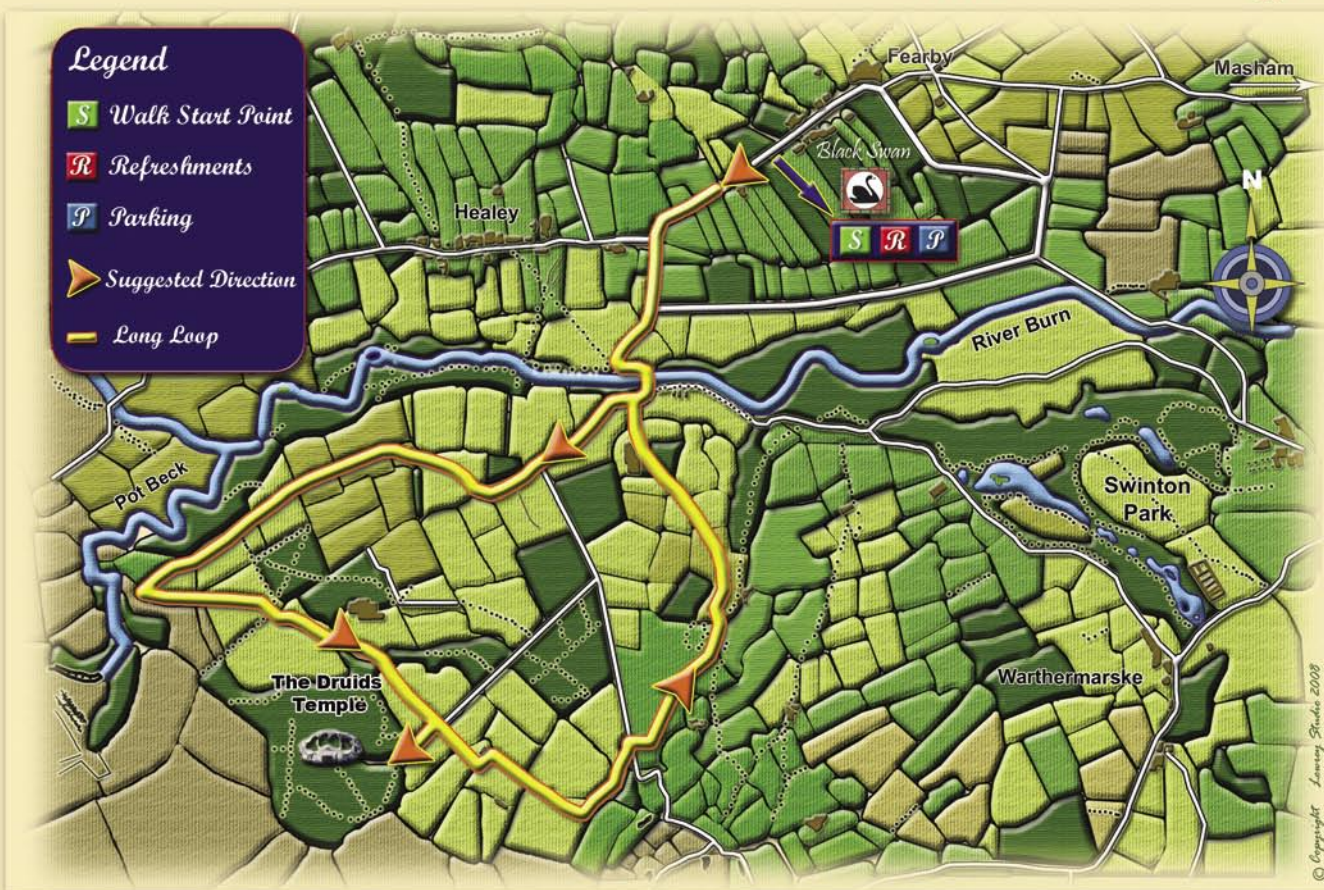 Legend
S Walk Start Point
R Refreshments
P Parking
Suggested Direction
Long Loop
Fearby
Masham
Black Swan
S R P
N
Healey
River Burn
Pot Beck
Swinton
Park
The Druids
Temple
Warthermarske
© Copyright Lowrey Studio 2008